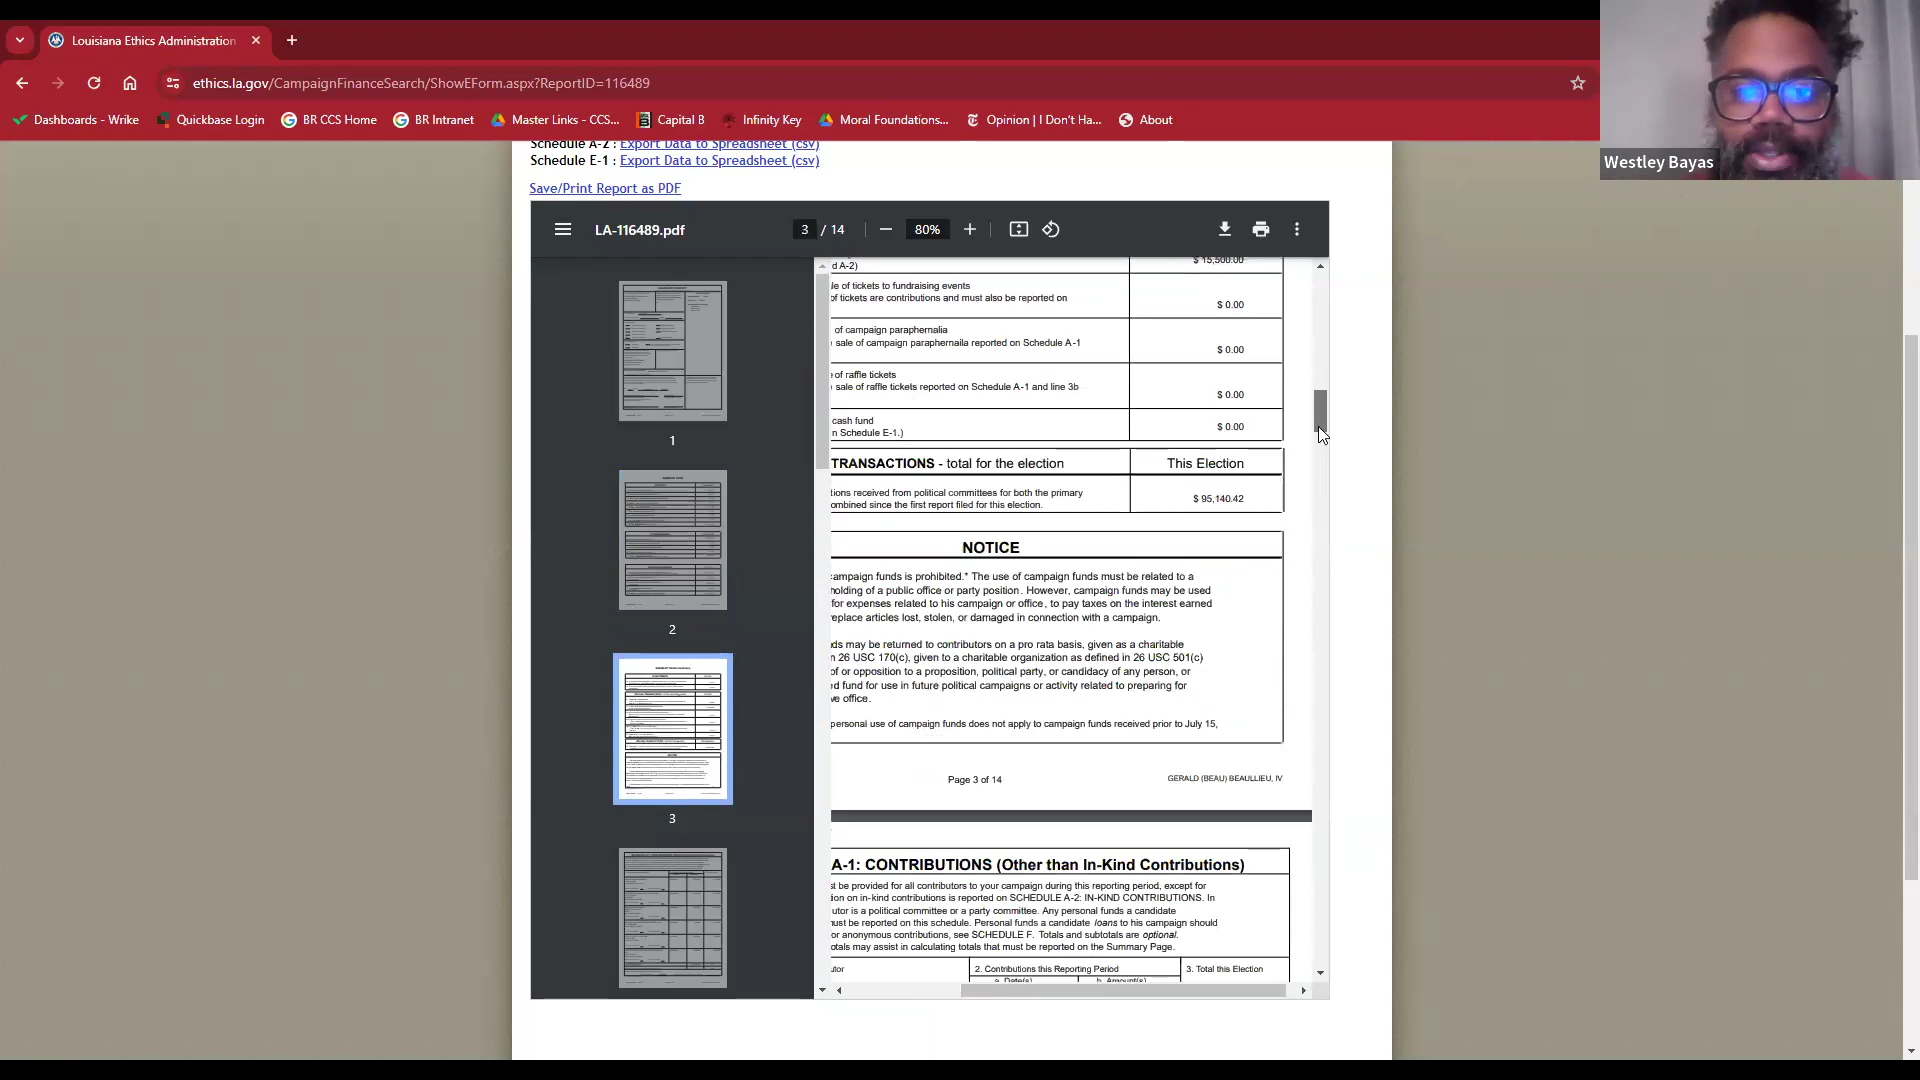 Louisiana Ethics Administration
ethics.la.gov/CampaignFinanceSearch/ShowEForm.aspx?ReportID=116489
Dashboards - Wrike
Quickbase Login
BR CCS Home
BR Intranet
Master Links - CCS...
Capital B
Infinity Key
Moral Foundations...
Opinion | I Don't Ha...
About
Westley Bayas
Schedule A-2 : Export Data to Spreadsheet (csv)
Schedule E-1 : Export Data to Spreadsheet (csv)
Save/Print Report as PDF
LA-116489.pdf
3 / 14
80%
1
2
3
d A-2)
$ 15,500.00
le of tickets to fundraising events
of tickets are contributions and must also be reported on
$ 0.00
of campaign paraphernalia
sale of campaign paraphernaila reported on Schedule A-1
$ 0.00
e of raffle tickets
sale of raffle tickets reported on Schedule A-1 and line 3b
$ 0.00
cash fund
n Schedule E-1.)
$ 0.00
TRANSACTIONS - total for the election
This Election
tions received from political committees for both the primary
ombined since the first report filed for this election.
$ 95,140.42
NOTICE
campaign funds is prohibited.* The use of campaign funds must be related to a
holding of a public office or party position. However, campaign funds may be used
for expenses related to his campaign or office, to pay taxes on the interest earned
replace articles lost, stolen, or damaged in connection with a campaign.
ds may be returned to contributors on a pro rata basis, given as a charitable
n 26 USC 170(c), given to a charitable organization as defined in 26 USC 501(c)
of or opposition to a proposition, political party, or candidacy of any person, or
ed fund for use in future political campaigns or activity related to preparing for
ve office.
personal use of campaign funds does not apply to campaign funds received prior to July 15,
Page 3 of 14
GERALD (BEAU) BEAULLIEU, IV
A-1: CONTRIBUTIONS (Other than In-Kind Contributions)
st be provided for all contributors to your campaign during this reporting period, except for
ion on in-kind contributions is reported on SCHEDULE A-2: IN-KIND CONTRIBUTIONS. In
utor is a political committee or a party committee. Any personal funds a candidate
must be reported on this schedule. Personal funds a candidate loans to his campaign should
or anonymous contributions, see SCHEDULE F. Totals and subtotals are optional.
otals may assist in calculating totals that must be reported on the Summary Page.
utor
2. Contributions this Reporting Period
3. Total this Election
a. Date(s)
b. Amount(s)